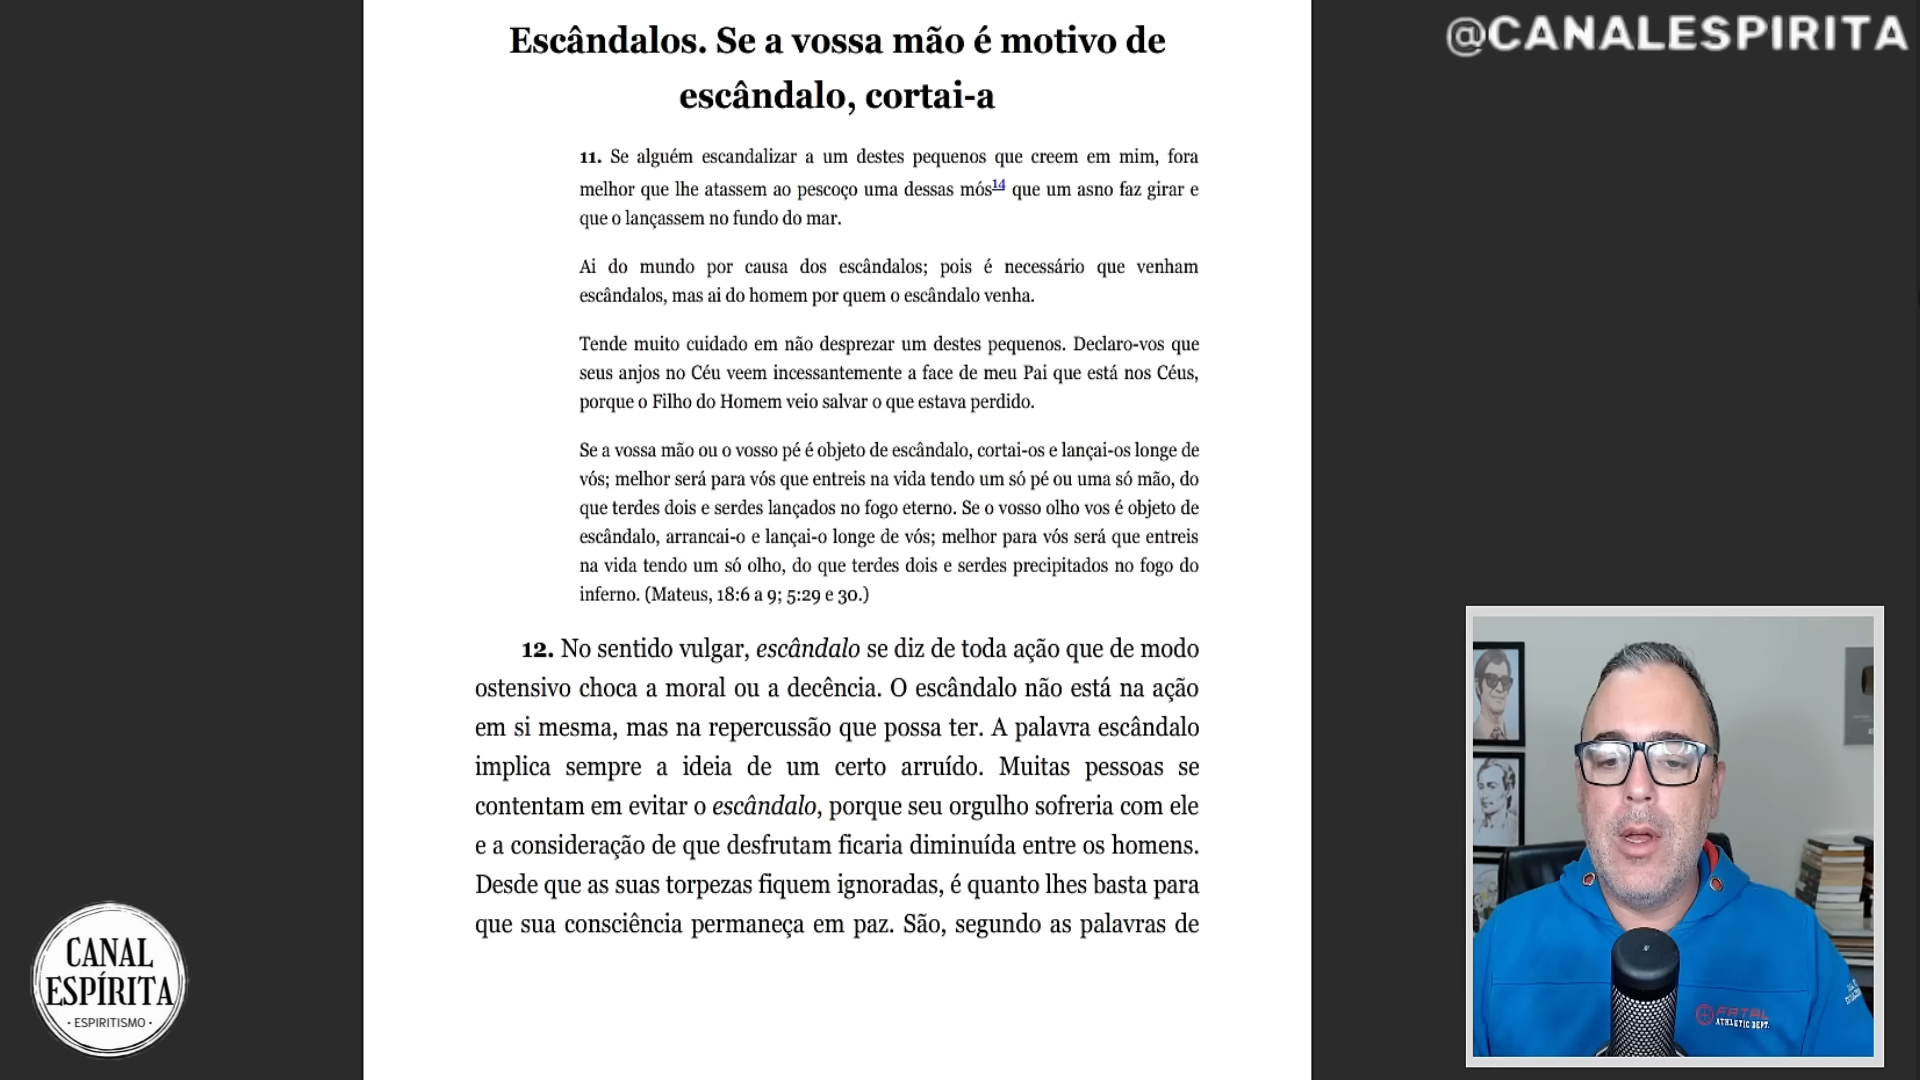 @CANALESPIRITA
Escândalos. Se a vossa mão é motivo de
escândalo, cortai-a
11. Se alguém escandalizar a um destes pequenos que creem em mim, fora
melhor que lhe atassem ao pescoço uma dessas mós14 que um asno faz girar e
que o lançassem no fundo do mar.
Ai do mundo por causa dos escândalos; pois é necessário que venham
escândalos, mas ai do homem por quem o escândalo venha.
Tende muito cuidado em não desprezar um destes pequenos. Declaro-vos que
seus anjos no Céu veem incessantemente a face de meu Pai que está nos Céus,
porque o Filho do Homem veio salvar o que estava perdido.
Se a vossa mão ou o vosso pé é objeto de escândalo, cortai-os e lançai-os longe de
vós; melhor será para vós que entreis na vida tendo um só pé ou uma só mão, do
que terdes dois e serdes lançados no fogo eterno. Se o vosso olho vos é objeto de
escândalo, arrancai-o e lançai-o longe de vós; melhor para vós será que entreis
na vida tendo um só olho, do que terdes dois e serdes precipitados no fogo do
inferno. (Mateus, 18:6 a 9; 5:29 e 30.)
12. No sentido vulgar, escândalo se diz de toda ação que de modo
ostensivo choca a moral ou a decência. O escândalo não está na ação
em si mesma, mas na repercussão que possa ter. A palavra escândalo
implica sempre a ideia de um certo arruído. Muitas pessoas se
contentam em evitar o escândalo, porque seu orgulho sofreria com ele
e a consideração de que desfrutam ficaria diminuída entre os homens.
Desde que as suas torpezas fiquem ignoradas, é quanto lhes basta para
que sua consciência permaneça em paz. São, segundo as palavras de
CANAL
ESPÍRITA
· ESPIRITISMO ·
FATAL
ATHLETIC DEPT.